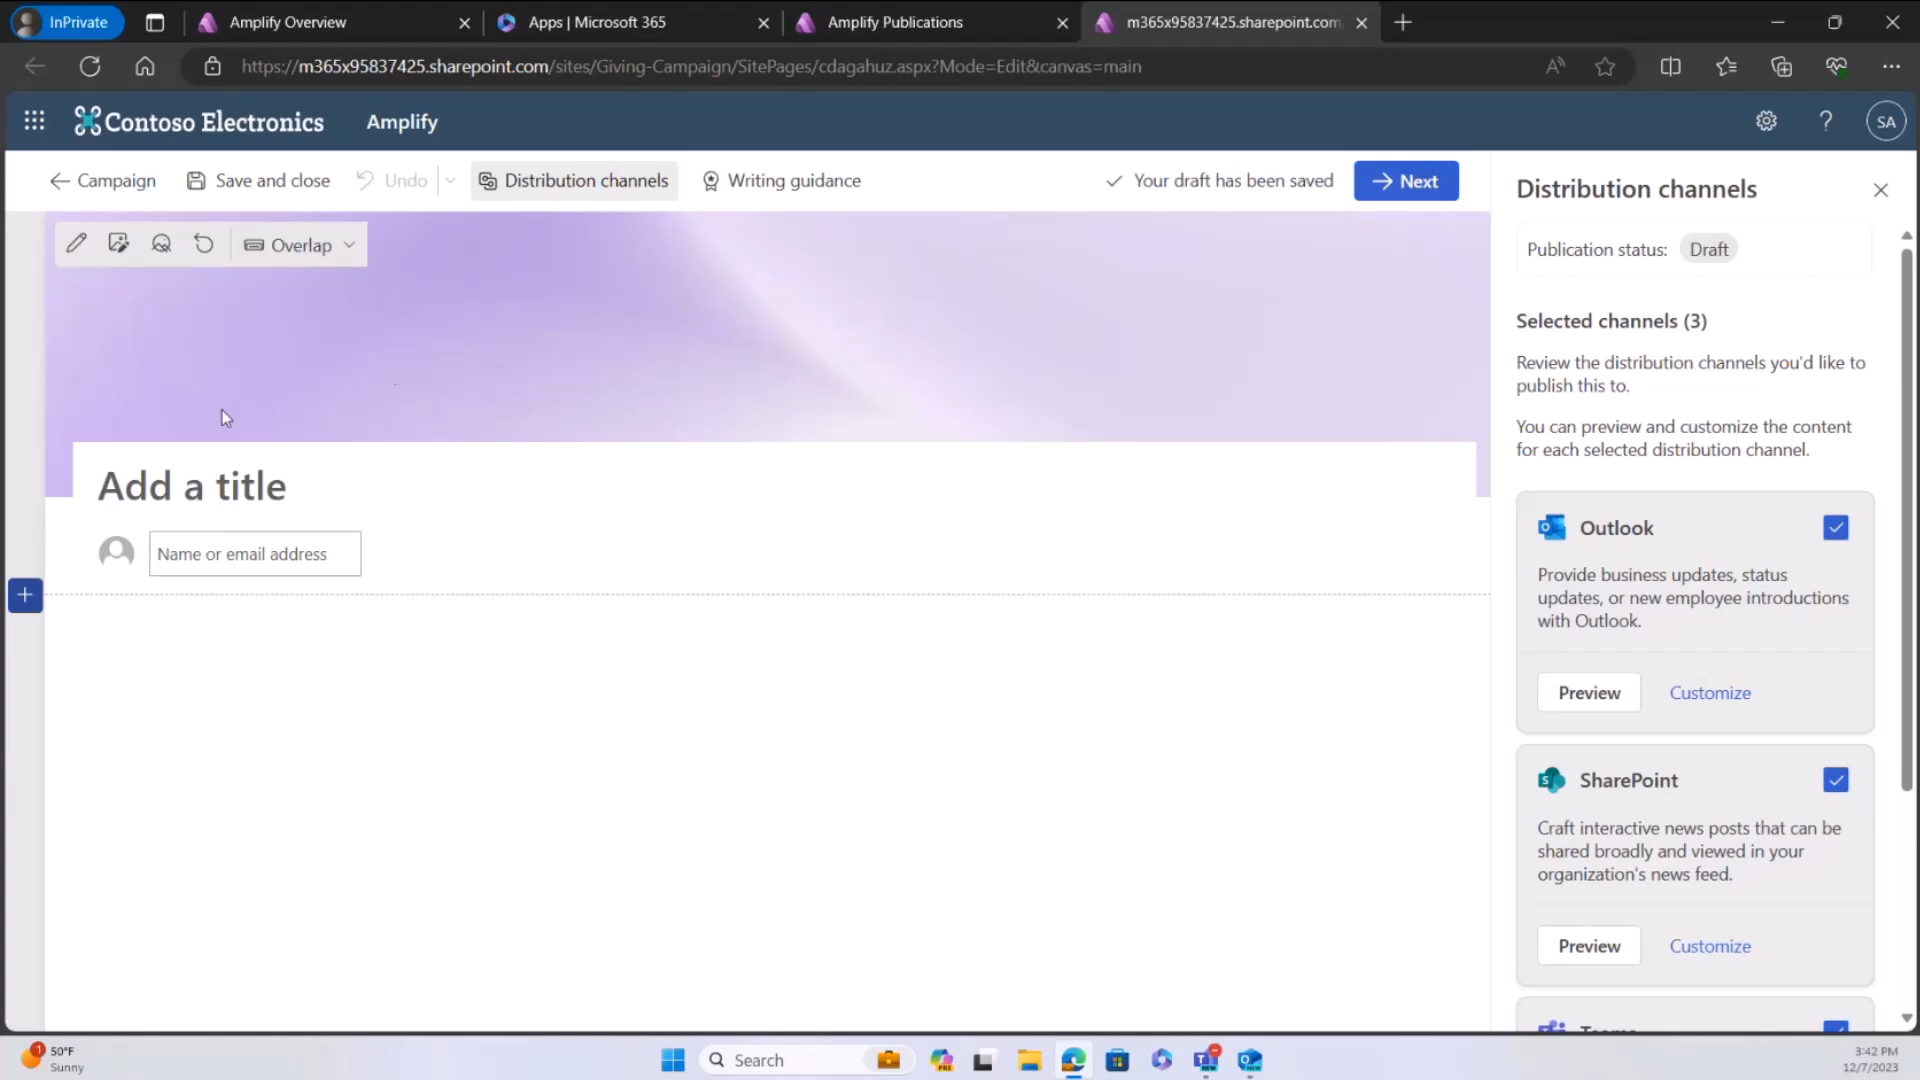 InPrivate
Amplify Overview
Apps | Microsoft 365
Amplify Publications
m365x95837425.sharepoint.com
https://m365x95837425.sharepoint.com/sites/Giving-Campaign/SitePages/cdagahuz.aspx?Mode=Edit&canvas=main
Contoso Electronics
Amplify
SA
Campaign
Save and close
Undo
Distribution channels
Writing guidance
Your draft has been saved
Next
Overlap
Add a title
Name or email address
Distribution channels
Publication status: Draft
Selected channels (3)
Review the distribution channels you'd like to
publish this to.
You can preview and customize the content
for each selected distribution channel.
Outlook
Provide business updates, status
updates, or new employee introductions
with Outlook.
Preview Customize
SharePoint
Craft interactive news posts that can be
shared broadly and viewed in your
organization's news feed.
Preview Customize
Teams
1
50°F
Sunny
Search
PRE
NEW
NEW
3:42 PM
12/7/2023